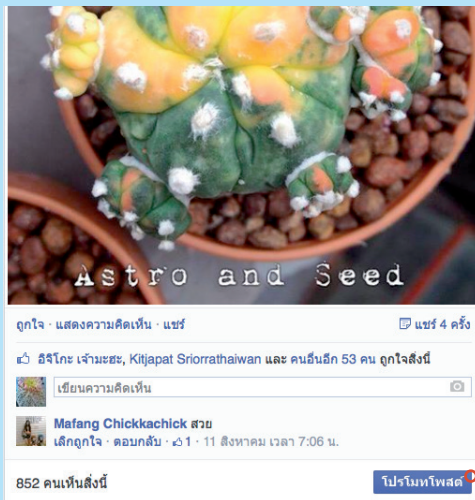 Astro and Seed
ถูกใจ · แสดงความคิดเห็น · แชร์ แชร์ 4 ครั้ง
อิจิโกะ เจ้ามะฮะ, Kitjapat Sriorrathaiwan และ คนอื่นอีก 53 คน ถูกใจสิ่งนี้
เขียนความคิดเห็น
Mafang Chickkachick สวย
เลิกถูกใจ · ตอบกลับ · 1 · 11 สิงหาคม เวลา 7:06 น.
852 คนเห็นสิ่งนี้ โปรโมทโพสต์